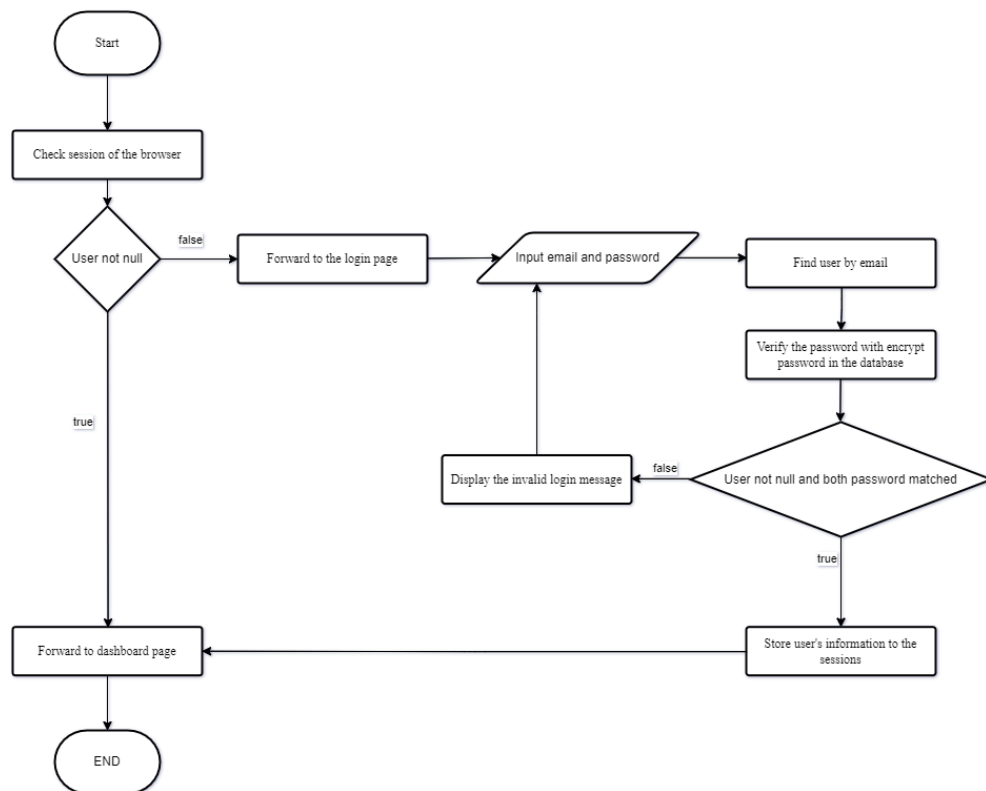 Start
Check session of the browser
User not null
false
Forward to the login page
Input email and password
Find user by email
Verify the password with encrypt
password in the database
true
Display the invalid login message
false
User not null and both password matched
true
Forward to dashboard page
Store user's information to the
sessions
END